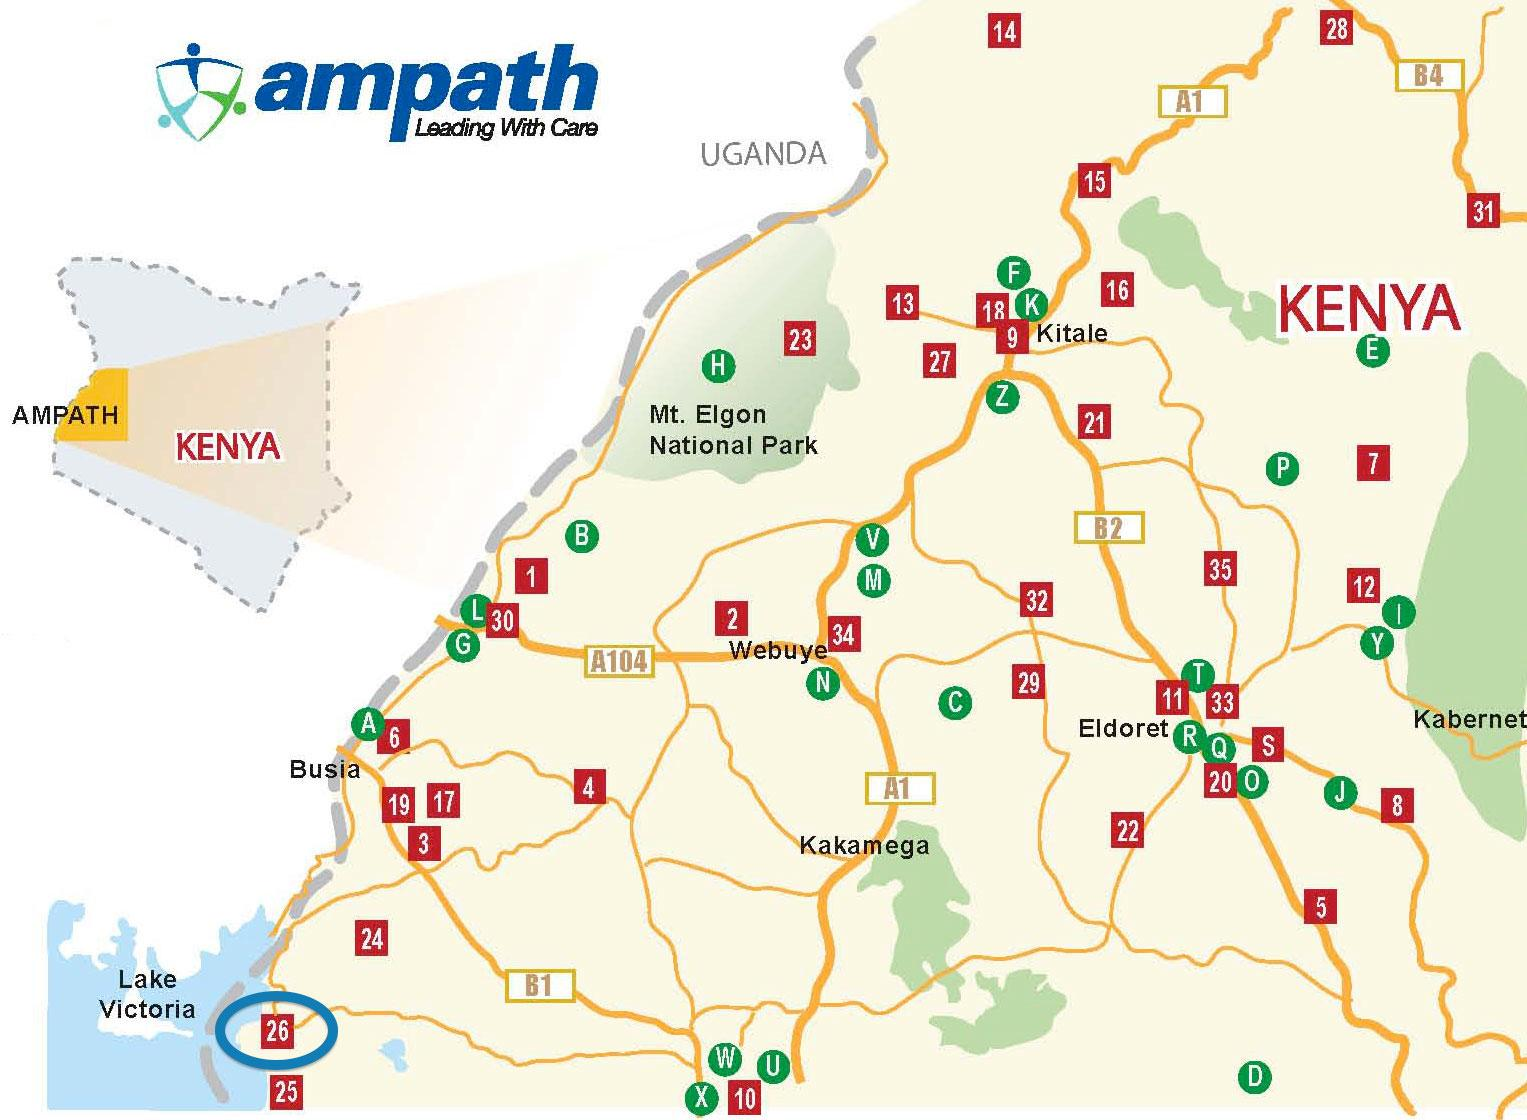 ampath
Leading With Care
UGANDA
14
28
B4
A1
15
31
F
K
16
13
18
9
Kitale
KENYA
E
23
H
27
Mt. Elgon
National Park
Z
21
AMPATH
KENYA
P
7
B
V
B2
M
1
35
12
L
30
G
2
34
32
I
Y
Webuye
A104
N
C
29
T
11
33
Kabernet
A
6
Eldoret
R
Q
S
Busia
20
O
J
8
4
19
17
A1
3
Kakamega
22
5
24
Lake
Victoria
B1
26
W
U
D
25
X
10